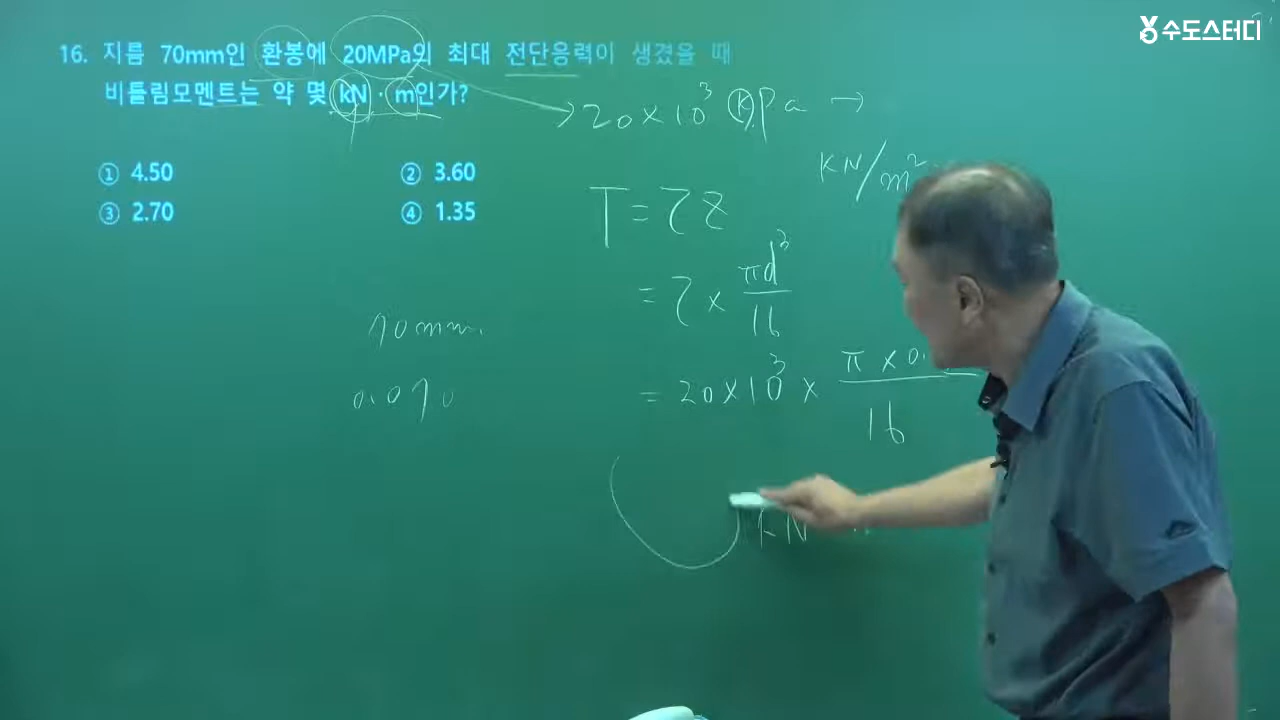 수도스터디
16. 지름 70mm인 환봉에 20MPa의 최대 전단응력이 생겼을 때
비틀림모멘트는 약 몇 kN · m인가?
① 4.50 ② 3.60
③ 2.70 ④ 1.35
→ 20×10³ kPa →
KN/m²
T = τZ
= τ × πd³/16
70mm.
= 20×10³ × π×0./16
0.070
kN